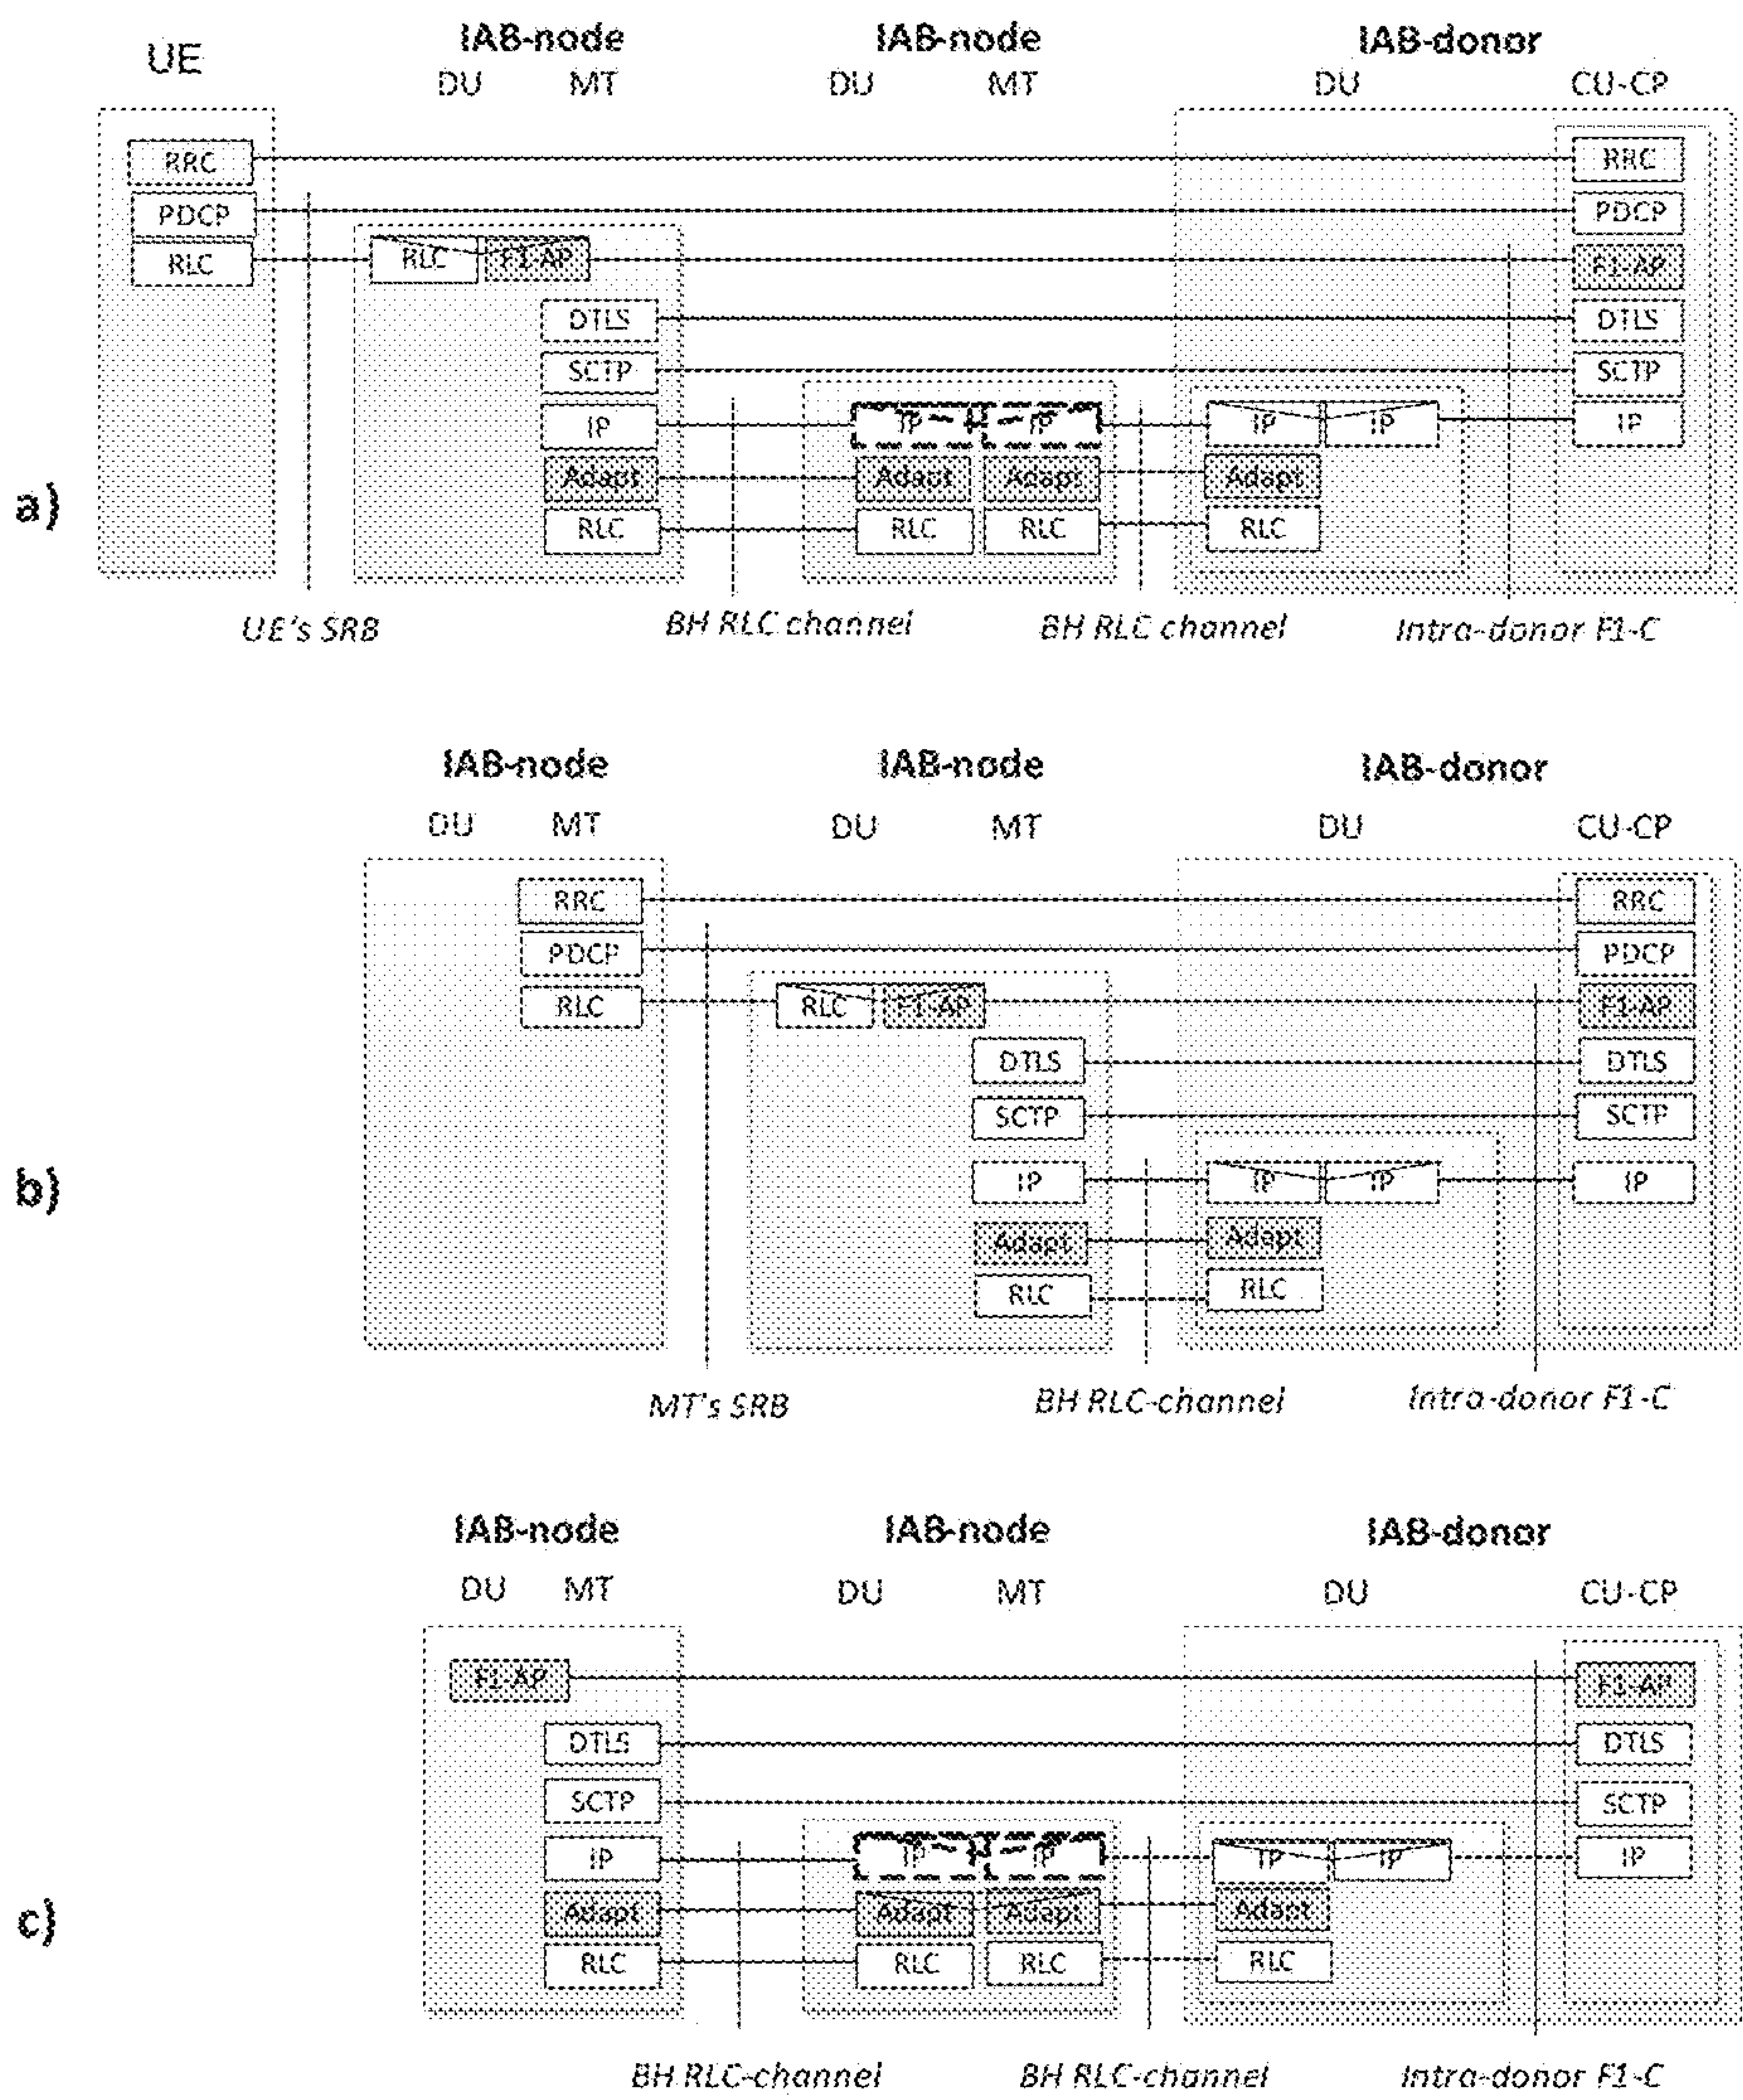 UE IAB-node IAB-node IAB-donor
DU MT DU MT DU CU-CP
RRC RRC
PDCP PDCP
RLC RLC F1-AP F1-AP
DTLS DTLS
SCTP SCTP
IP IP IP IP IP IP
Adapt Adapt Adapt Adapt
RLC RLC RLC RLC
a)
UE's SRB BH RLC channel BH RLC channel Intra-donor F1-C
IAB-node IAB-node IAB-donor
DU MT DU MT DU CU-CP
RRC RRC
PDCP PDCP
RLC RLC F1-AP F1-AP
DTLS DTLS
SCTP SCTP
b)
IP IP IP IP
Adapt Adapt
RLC RLC
MT's SRB BH RLC-channel Intra-donor F1-C
IAB-node IAB-node IAB-donor
DU MT DU MT DU CU-CP
F1-AP F1-AP
DTLS DTLS
SCTP SCTP
IP IP IP IP IP IP
c)
Adapt Adapt Adapt Adapt
RLC RLC RLC RLC
BH RLC-channel BH RLC-channel Intra-donor F1-C